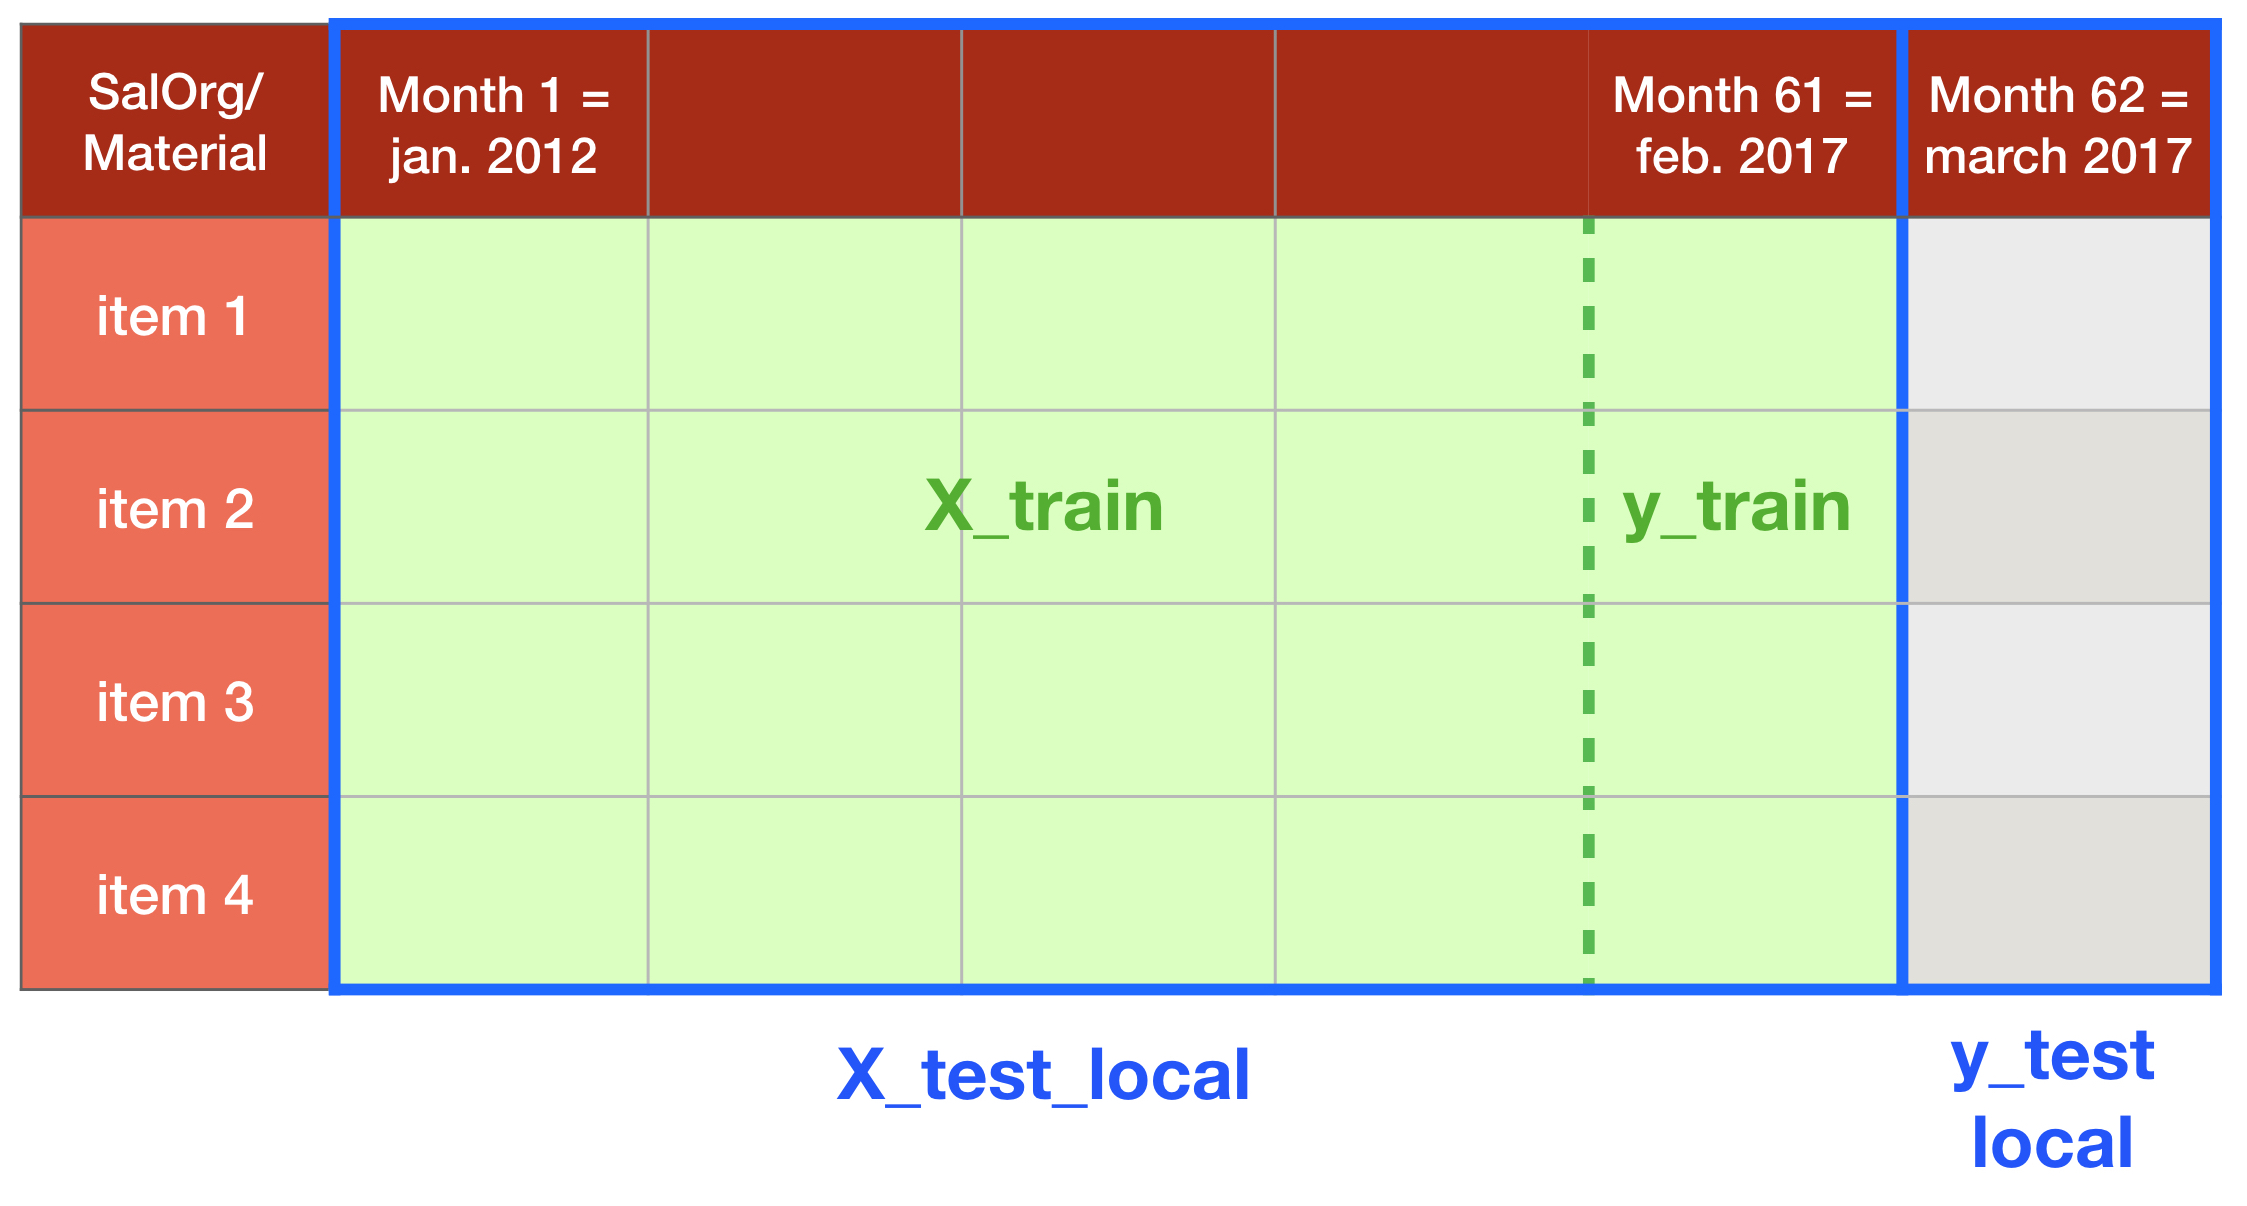 SalOrg/
Material
Month 1 =
jan. 2012
Month 61 =
feb. 2017
Month 62 =
march 2017
item 1
item 2
X_train
y_train
item 3
item 4
X_test_local
y_test
local